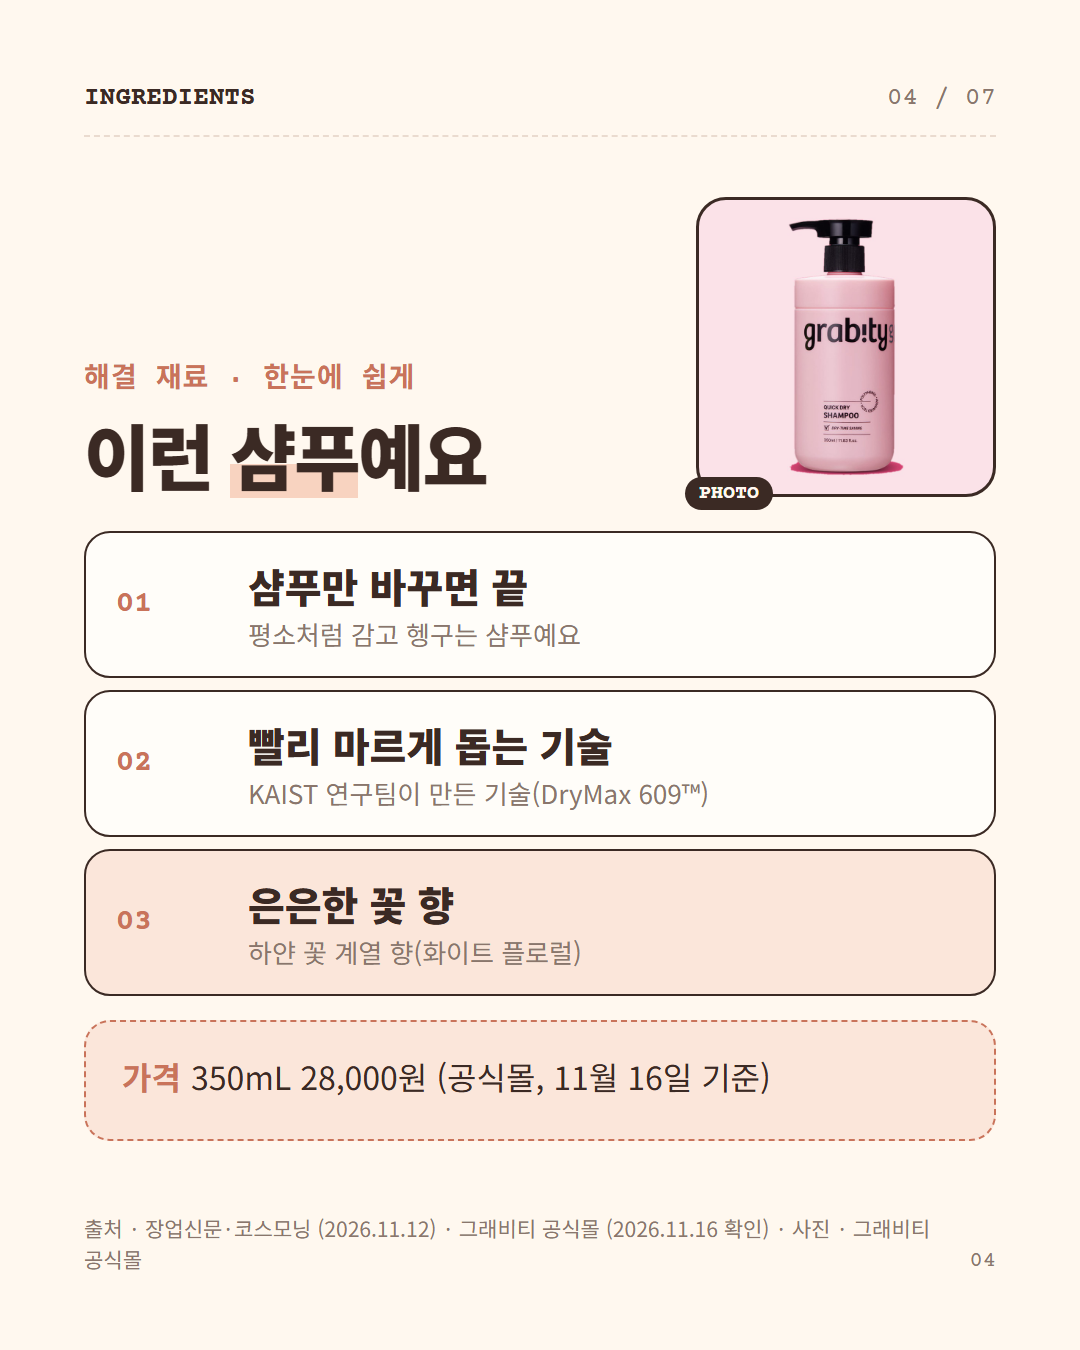 INGREDIENTS
04 / 07
해결 재료 · 한눈에 쉽게
이런 샴푸예요
grabity
QUICK DRY
SHAMPOO
PHOTO
01
샴푸만 바꾸면 끝
평소처럼 감고 헹구는 샴푸예요
02
빨리 마르게 돕는 기술
KAIST 연구팀이 만든 기술(DryMax 609™)
03
은은한 꽃 향
하얀 꽃 계열 향(화이트 플로럴)
가격 350mL 28,000원 (공식몰, 11월 16일 기준)
출처 · 장업신문·코스모닝 (2026.11.12) · 그래비티 공식몰 (2026.11.16 확인) · 사진 · 그래비티
공식몰
04